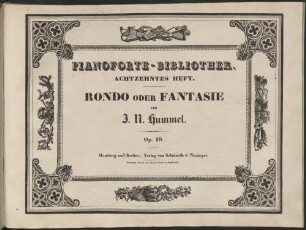 PIANOFORTE-BIBLIOTHEK.
ACHTZEHNTES HEFT.
RONDO ODER FANTASIE
von
J. N. Hummel.
Op. 19.
Hamburg und Itzehoe, Verlag von Schuberth & Niemeyer.